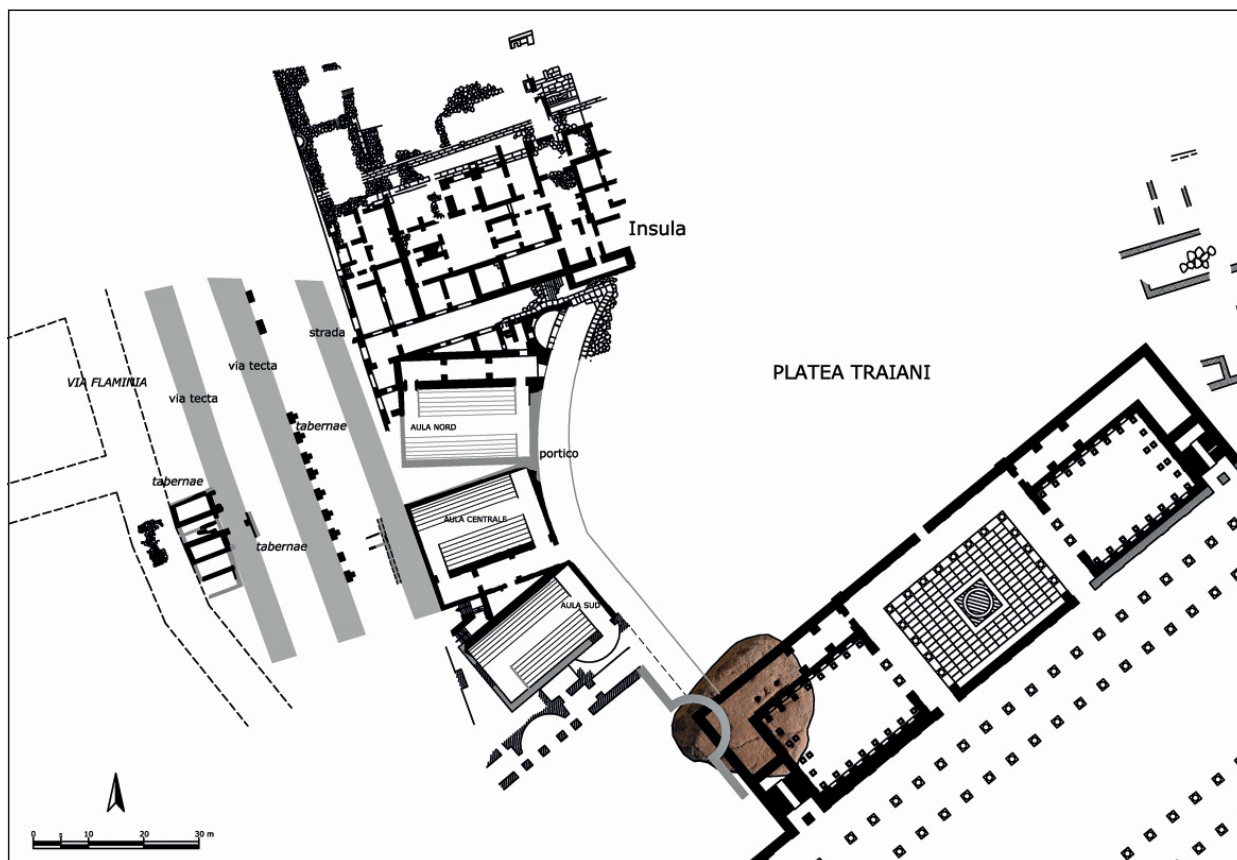 Insula
strada
via tecta
PLATEA TRAIANI
VIA FLAMINIA
via tecta
tabernae
AULA NORD
portico
tabernae
AULA CENTRALE
tabernae
AULA SUD
0 5 10 20 30 m